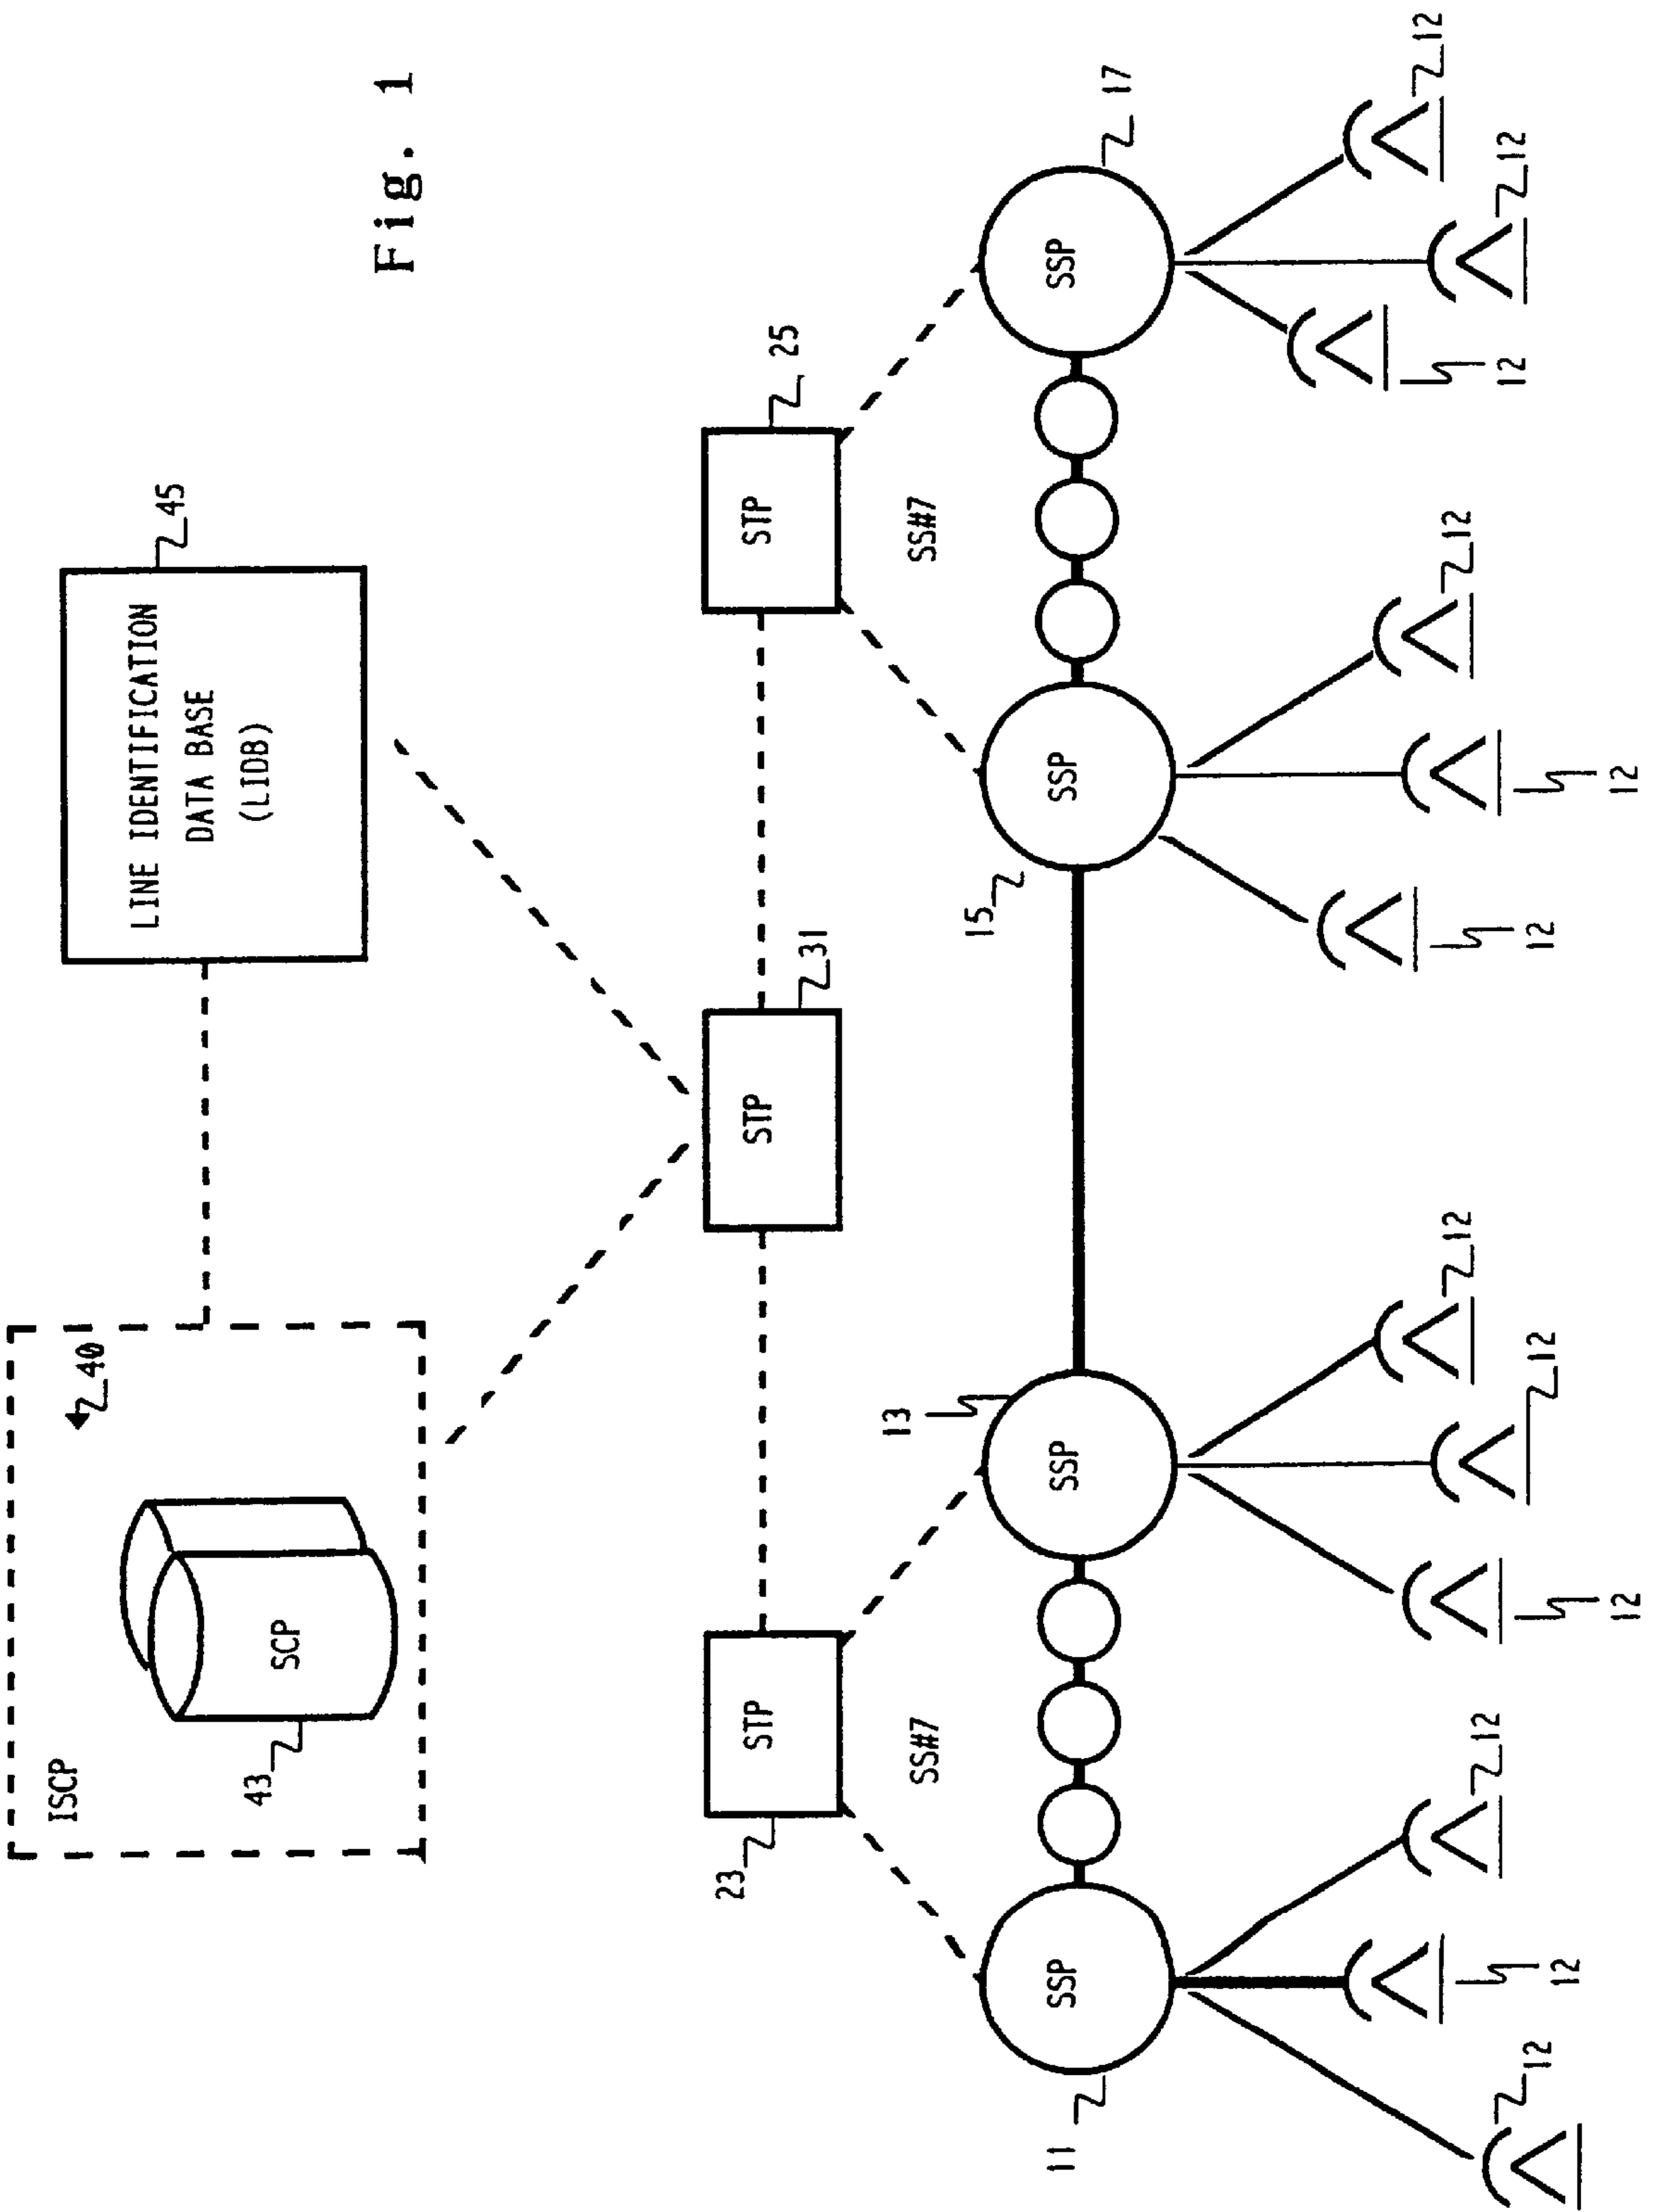 Fig. 1
ISCP
40
SCP
43
LINE IDENTIFICATION
DATA BASE
(LIDB)
45
STP
23
STP
31
STP
25
SS#7
SS#7
SSP
11
SSP
13
SSP
15
SSP
17
12
12
12
12
12
12
12
12
12
12
12
12